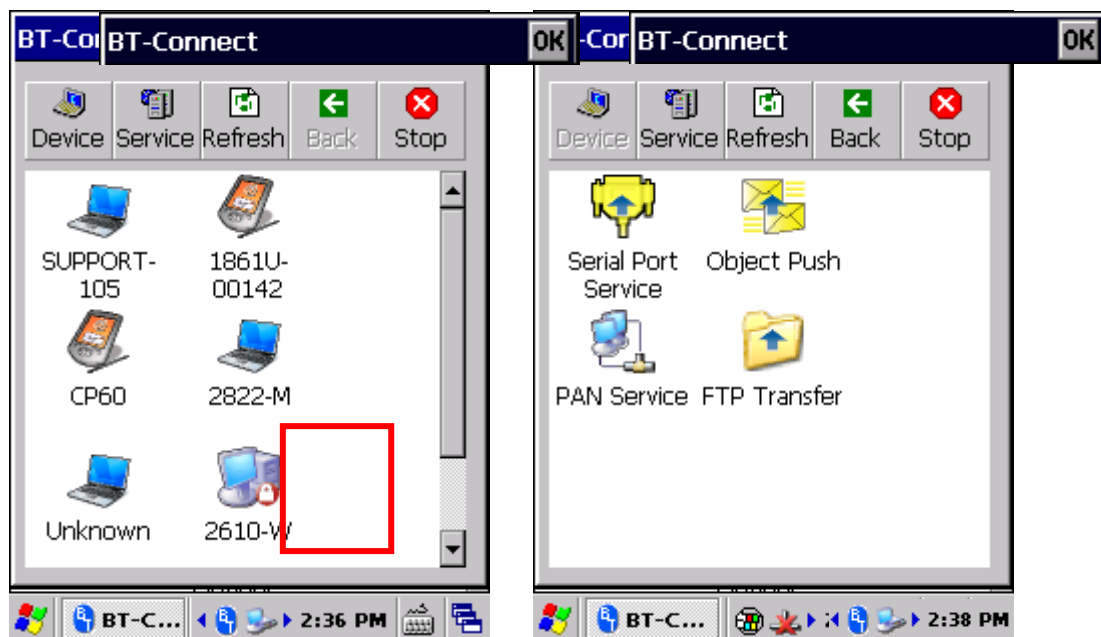 BT-Con BT-Connect OK
Device Service Refresh Back Stop
SUPPORT-
105
1861U-
00142
CP60
2822-M
Unknown
2610-W
BT-C... 2:36 PM
-Cor BT-Connect OK
Device Service Refresh Back Stop
Serial Port
Service
Object Push
PAN Service
FTP Transfer
BT-C... 2:38 PM